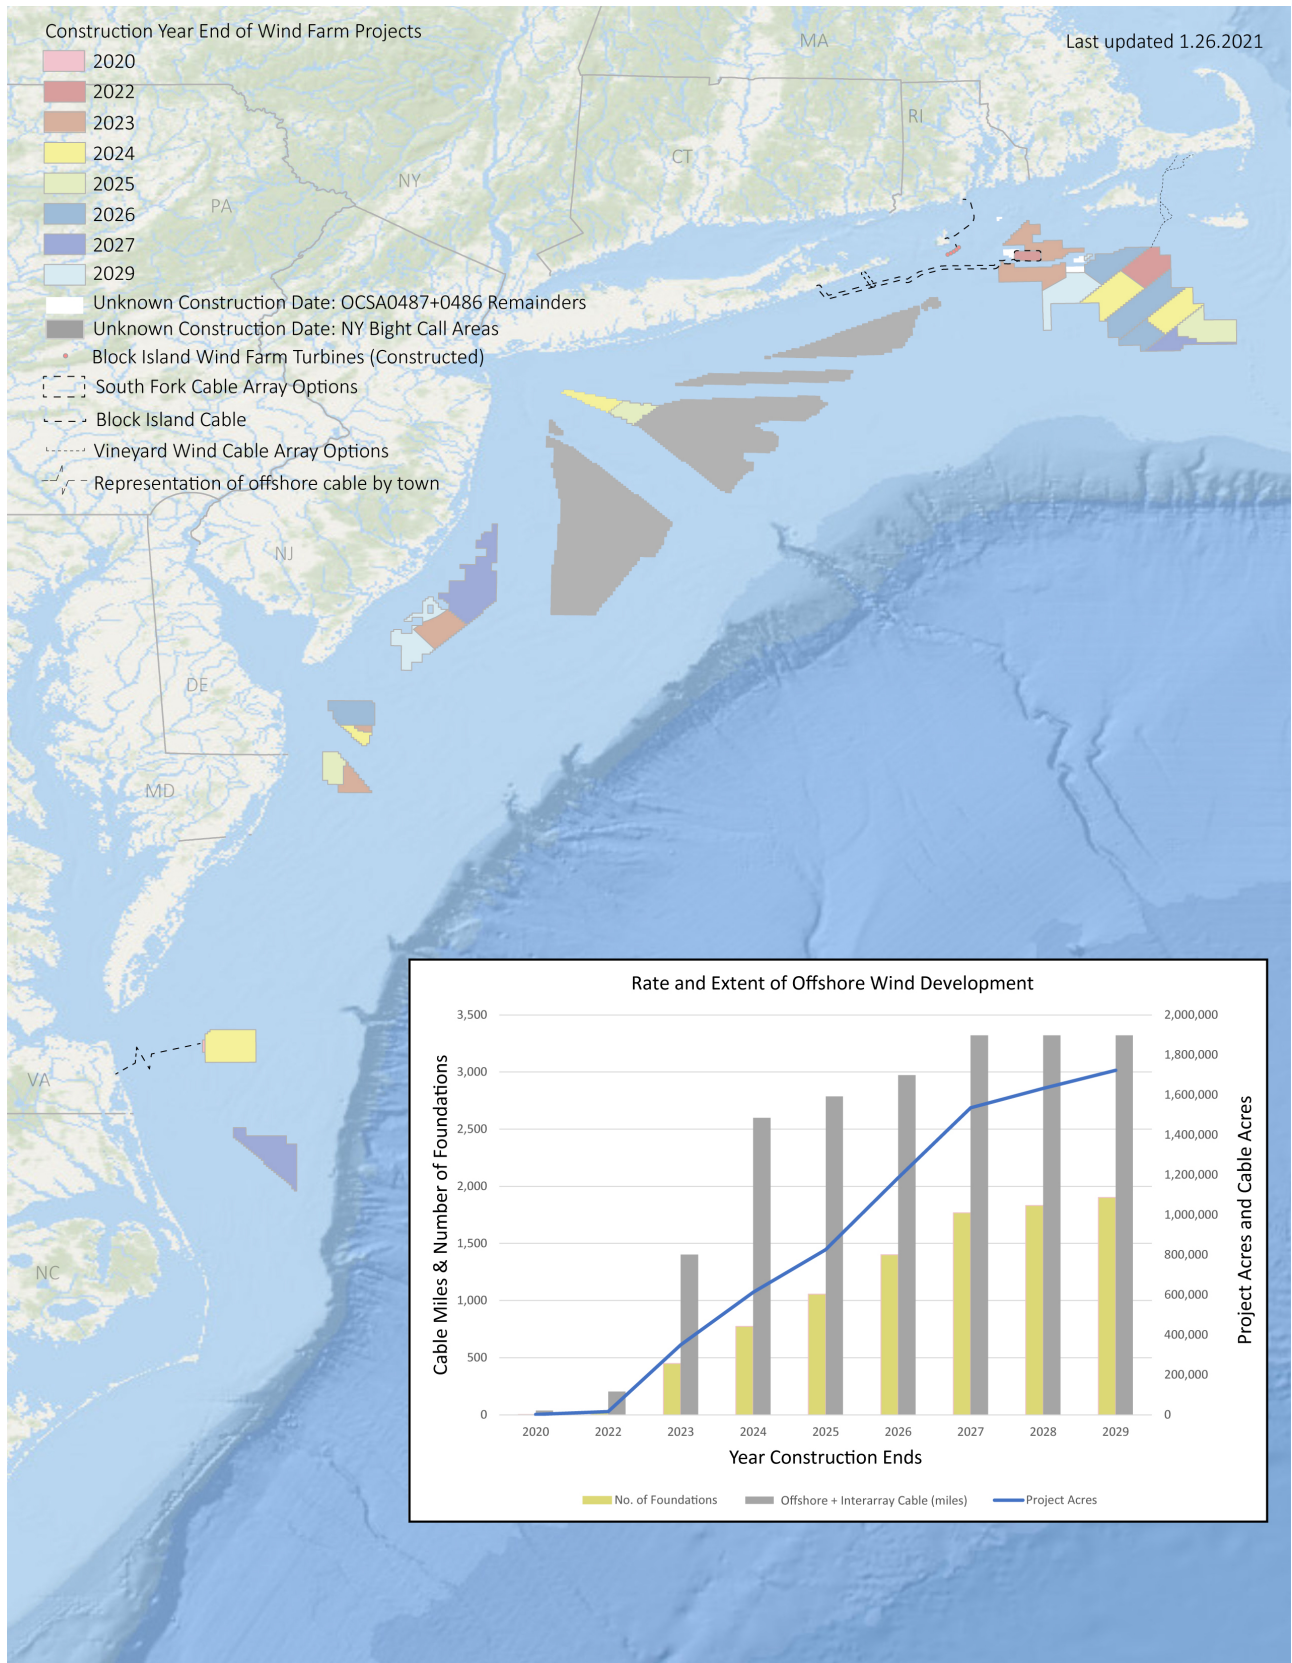 Construction Year End of Wind Farm Projects
2020
2022
2023
2024
2025
2026
2027
2029
Unknown Construction Date: OCSA0487+0486 Remainders
Unknown Construction Date: NY Bight Call Areas
Block Island Wind Farm Turbines (Constructed)
South Fork Cable Array Options
Block Island Cable
Vineyard Wind Cable Array Options
Representation of offshore cable by town
Last updated 1.26.2021
MA
RI
CT
NY
PA
NJ
DE
MD
VA
NC
Rate and Extent of Offshore Wind Development
Cable Miles & Number of Foundations
3,500
3,000
2,500
2,000
1,500
1,000
500
0
2,000,000
1,800,000
1,600,000
1,400,000
1,200,000
1,000,000
800,000
600,000
400,000
200,000
0
Project Acres and Cable Acres
2020 2022 2023 2024 2025 2026 2027 2028 2029
Year Construction Ends
No. of Foundations Offshore + Interarray Cable (miles) Project Acres